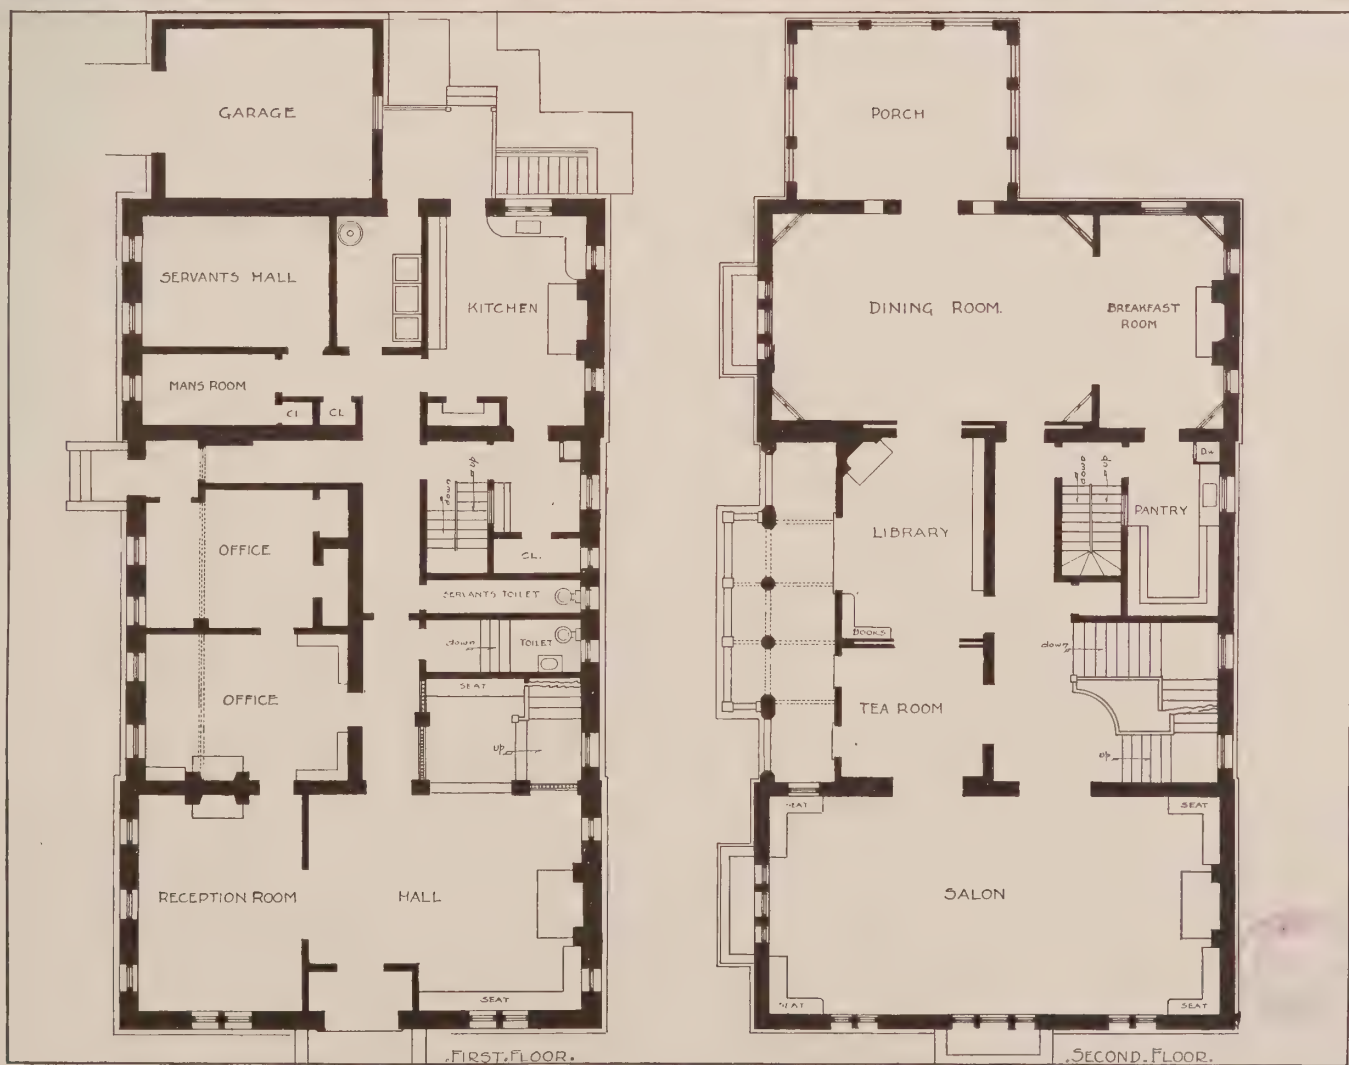 GARAGE
SERVANTS HALL
KITCHEN
MANS ROOM
CL
CL
down
up
OFFICE
CL.
SERVANTS TOILET
down
TOILET
SEAT
OFFICE
up
RECEPTION ROOM
HALL
SEAT
.FIRST.FLOOR.
PORCH
DINING ROOM.
BREAKFAST
ROOM
down
up
Dw
PANTRY
LIBRARY
BOOKS
down
TEA ROOM
up
SEAT
SEAT
SALON
SEAT
SEAT
.SECOND.FLOOR.